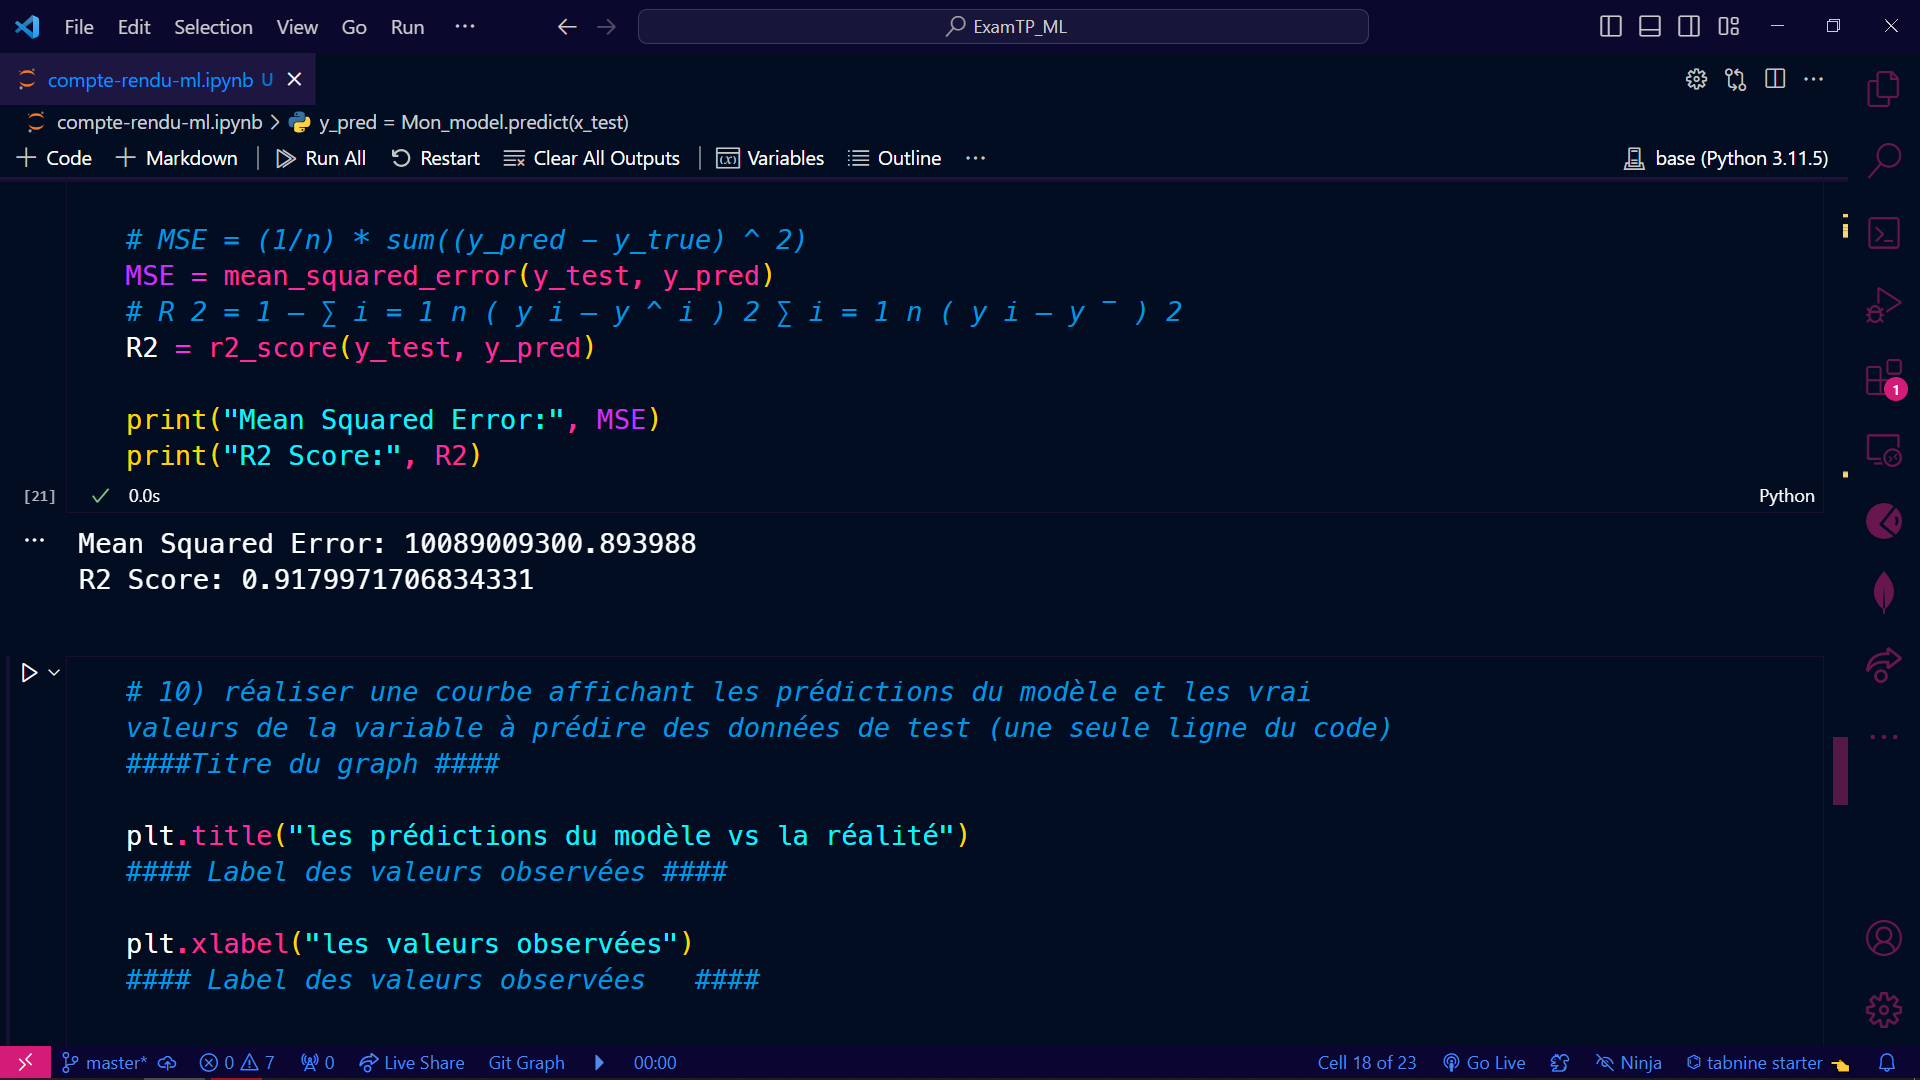 File Edit Selection View Go Run ··· ExamTP_ML
compte-rendu-ml.ipynb U
compte-rendu-ml.ipynb > y_pred = Mon_model.predict(x_test)
+ Code + Markdown Run All Restart Clear All Outputs Variables Outline ··· base (Python 3.11.5)
# MSE = (1/n) * sum((y_pred - y_true) ^ 2)
MSE = mean_squared_error(y_test, y_pred)
# R 2 = 1 − ∑ i = 1 n ( y i − y ^ i ) 2 ∑ i = 1 n ( y i − y ¯ ) 2
R2 = r2_score(y_test, y_pred)
print("Mean Squared Error:", MSE)
print("R2 Score:", R2)
[21] ✓ 0.0s Python
Mean Squared Error: 10089009300.893988
R2 Score: 0.9179971706834331
# 10) réaliser une courbe affichant les prédictions du modèle et les vrai
valeurs de la variable à prédire des données de test (une seule ligne du code)
####Titre du graph ####
plt.title("les prédictions du modèle vs la réalité")
#### Label des valeurs observées ####
plt.xlabel("les valeurs observées")
#### Label des valeurs observées   ####
1
master* 0 7 0 Live Share Git Graph 00:00 Cell 18 of 23 Go Live Ninja tabnine starter